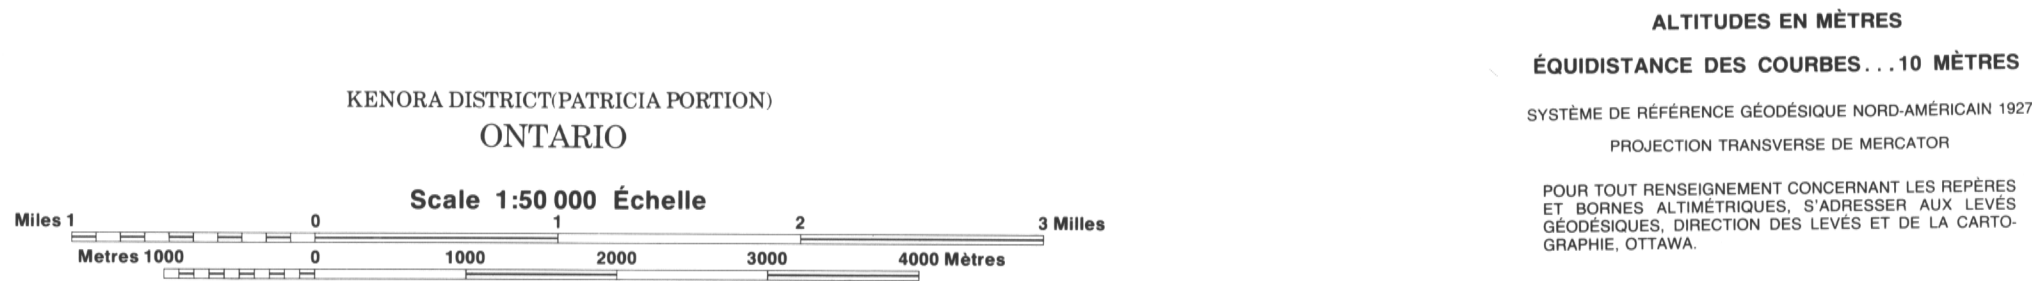 KENORA DISTRICT(PATRICIA PORTION)
ONTARIO
Scale 1:50 000 Échelle
Miles 1 0 1 2 3 Milles
Metres 1000 0 1000 2000 3000 4000 Mètres
ALTITUDES EN MÈTRES
ÉQUIDISTANCE DES COURBES...10 MÈTRES
SYSTÈME DE RÉFÉRENCE GÉODÉSIQUE NORD-AMÉRICAIN 1927
PROJECTION TRANSVERSE DE MERCATOR
POUR TOUT RENSEIGNEMENT CONCERNANT LES REPÈRES
ET BORNES ALTIMÉTRIQUES, S'ADRESSER AUX LEVÉS
GÉODÉSIQUES, DIRECTION DES LEVÉS ET DE LA CARTO-
GRAPHIE, OTTAWA.